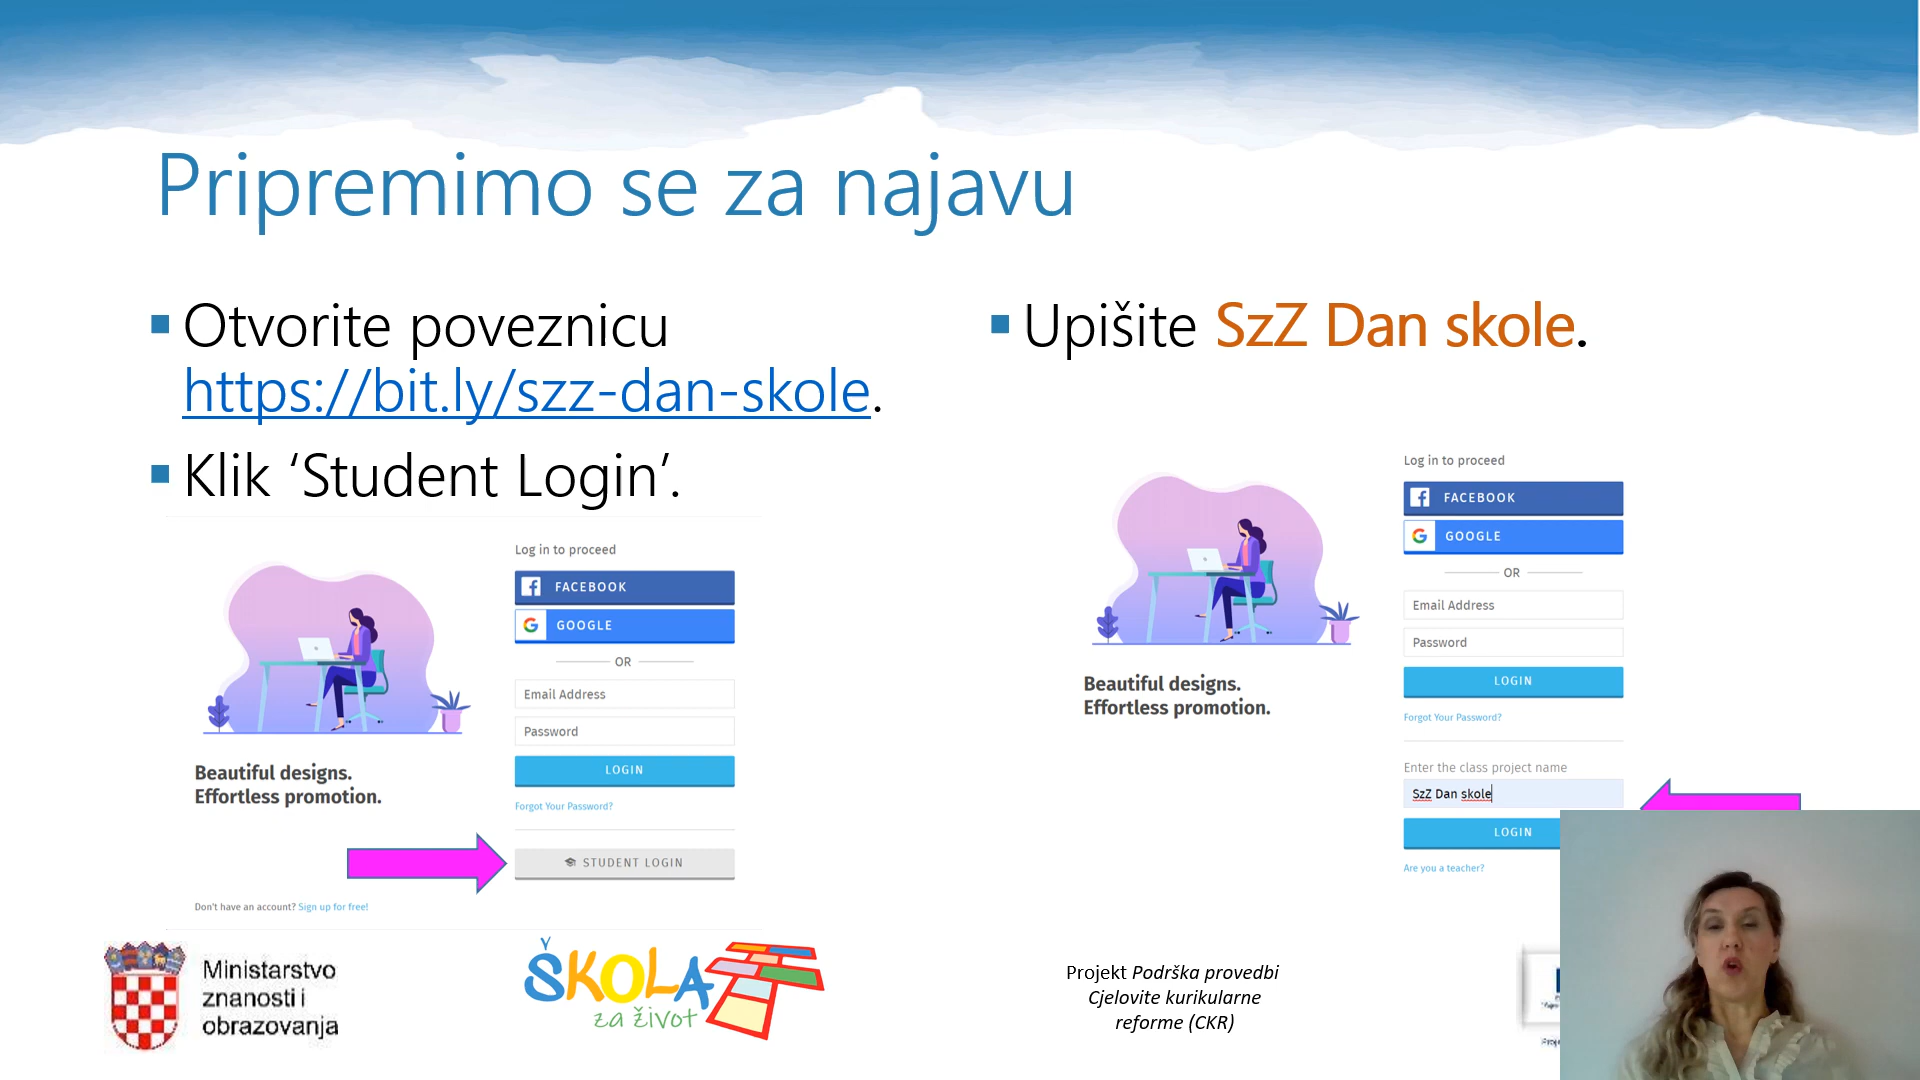 Pripremimo se za najavu
Otvorite poveznicu
https://bit.ly/szz-dan-skole.
Klik ‘Student Login’.
Log in to proceed
FACEBOOK
GOOGLE
OR
Email Address
Password
LOGIN
Forgot Your Password?
STUDENT LOGIN
Beautiful designs.
Effortless promotion.
Don't have an account? Sign up for free!
Upišite SzZ Dan skole.
Log in to proceed
FACEBOOK
GOOGLE
OR
Email Address
Password
LOGIN
Forgot Your Password?
Enter the class project name
SzZ Dan skole
LOGIN
Are you a teacher?
Beautiful designs.
Effortless promotion.
Ministarstvo
znanosti i
obrazovanja
ŠKOLA
za život
Projekt Podrška provedbi
Cjelovite kurikularne
reforme (CKR)